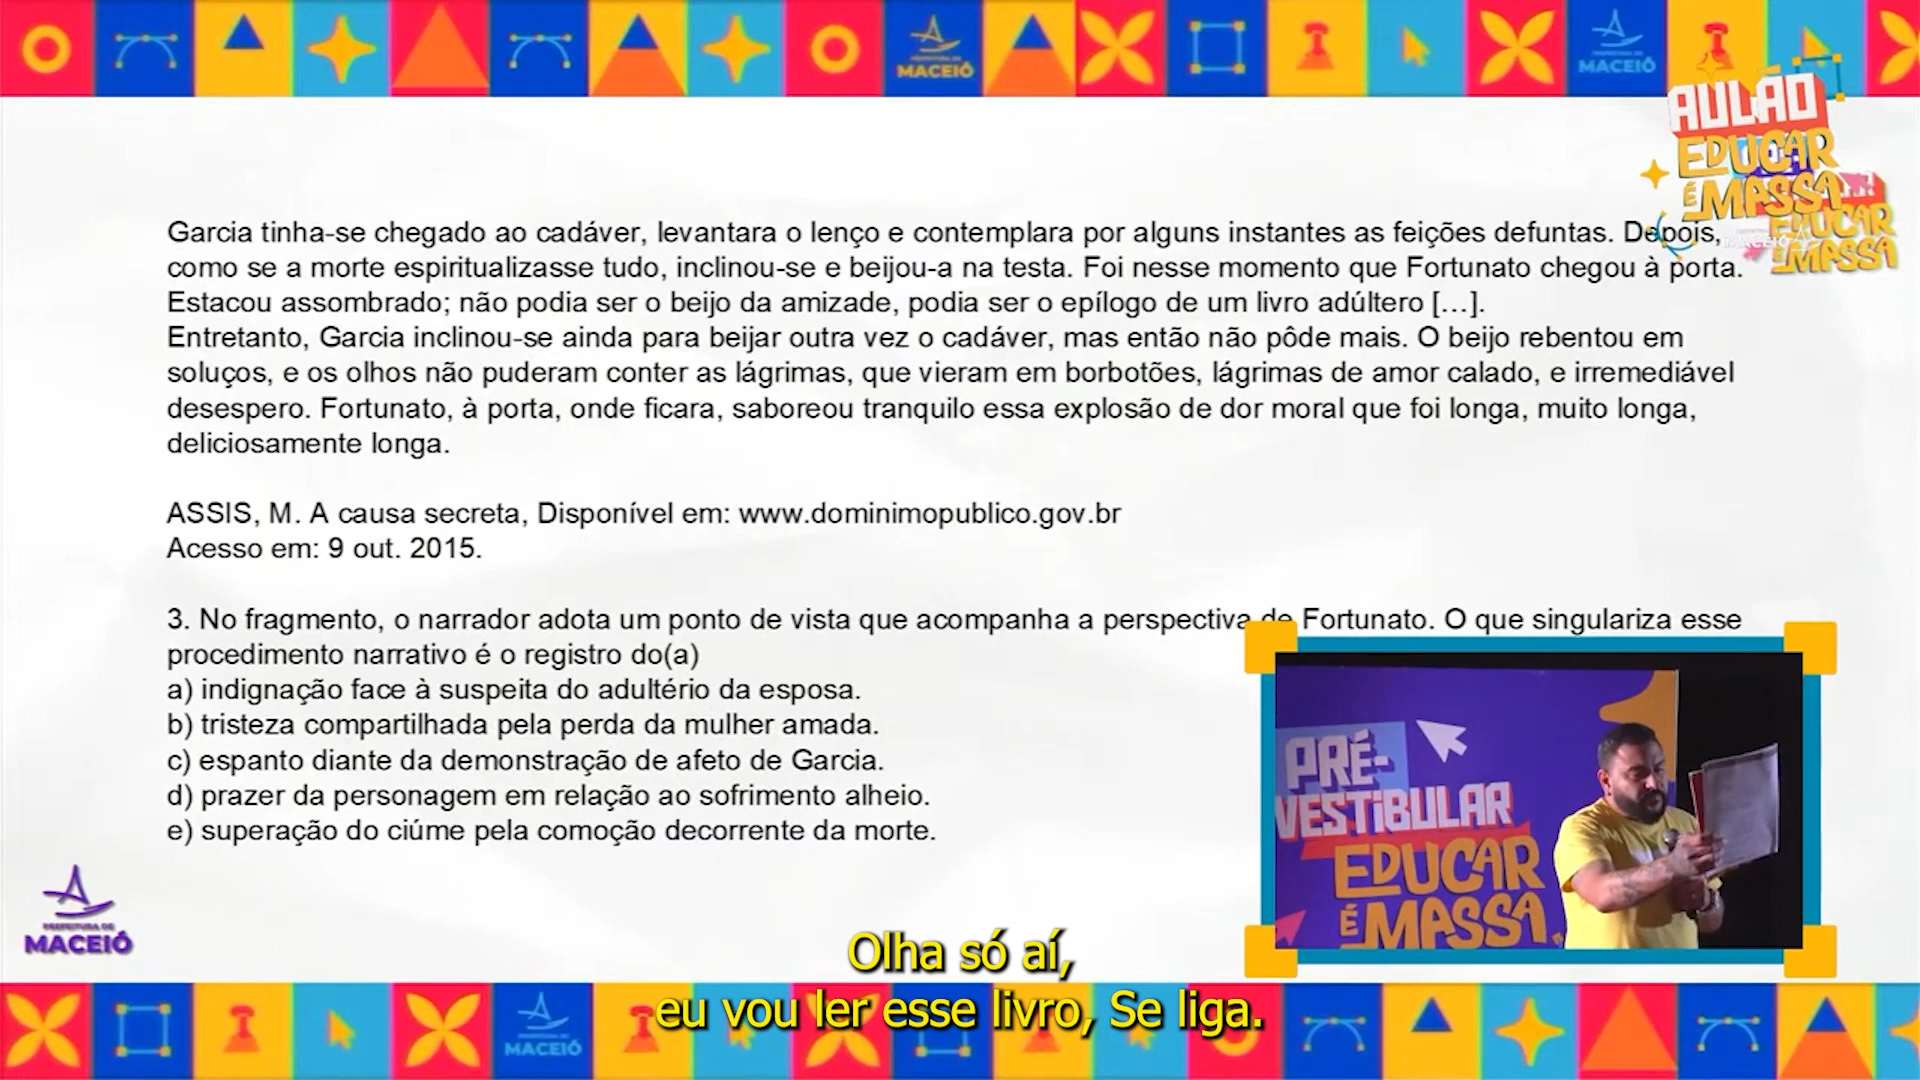 PREFEITURA DE
MACEIÓ
MACEIÓ
AULÃO
EDUCAR
É MASSA
EDUCAR
É MASSA
MACEIÓ
Garcia tinha-se chegado ao cadáver, levantara o lenço e contemplara por alguns instantes as feições defuntas. Depois,
como se a morte espiritualizasse tudo, inclinou-se e beijou-a na testa. Foi nesse momento que Fortunato chegou à porta.
Estacou assombrado; não podia ser o beijo da amizade, podia ser o epílogo de um livro adúltero [...].
Entretanto, Garcia inclinou-se ainda para beijar outra vez o cadáver, mas então não pôde mais. O beijo rebentou em
soluços, e os olhos não puderam conter as lágrimas, que vieram em borbotões, lágrimas de amor calado, e irremediável
desespero. Fortunato, à porta, onde ficara, saboreou tranquilo essa explosão de dor moral que foi longa, muito longa,
deliciosamente longa.
ASSIS, M. A causa secreta, Disponível em: www.dominimopublico.gov.br
Acesso em: 9 out. 2015.
3. No fragmento, o narrador adota um ponto de vista que acompanha a perspectiva de Fortunato. O que singulariza esse
procedimento narrativo é o registro do(a)
a) indignação face à suspeita do adultério da esposa.
b) tristeza compartilhada pela perda da mulher amada.
c) espanto diante da demonstração de afeto de Garcia.
d) prazer da personagem em relação ao sofrimento alheio.
e) superação do ciúme pela comoção decorrente da morte.
PRÉ-
VESTIBULAR
EDUCAR
É MASSA
PREFEITURA DE
MACEIÓ
Olha só aí,
eu vou ler esse livro, Se liga.
MACEIÓ